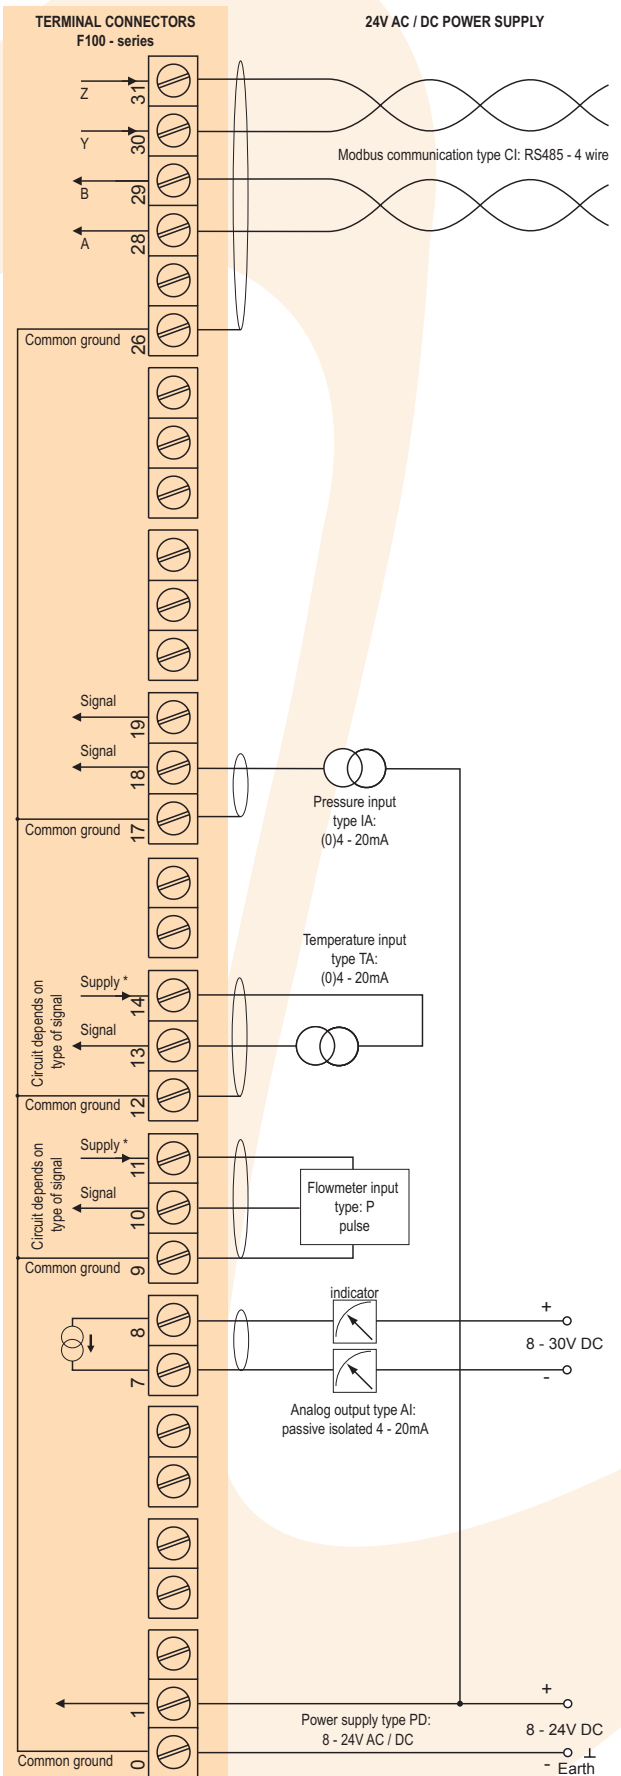 TERMINAL CONNECTORS
F100 - series
24V AC / DC POWER SUPPLY
Z
31
Y
30
Modbus communication type CI: RS485 - 4 wire
B
29
A
28
Common ground
26
Signal
19
Signal
18
Pressure input
type IA:
(0)4 - 20mA
Common ground
17
Temperature input
type TA:
(0)4 - 20mA
Circuit depends on
type of signal
Supply *
14
Signal
13
Common ground
12
Circuit depends on
type of signal
Supply *
11
Signal
10
Flowmeter input
type: P
pulse
Common ground
9
indicator
8
+
8 - 30V DC
7
-
Analog output type AI:
passive isolated 4 - 20mA
1
+
Power supply type PD:
8 - 24V AC / DC
8 - 24V DC
Common ground
0
- Earth